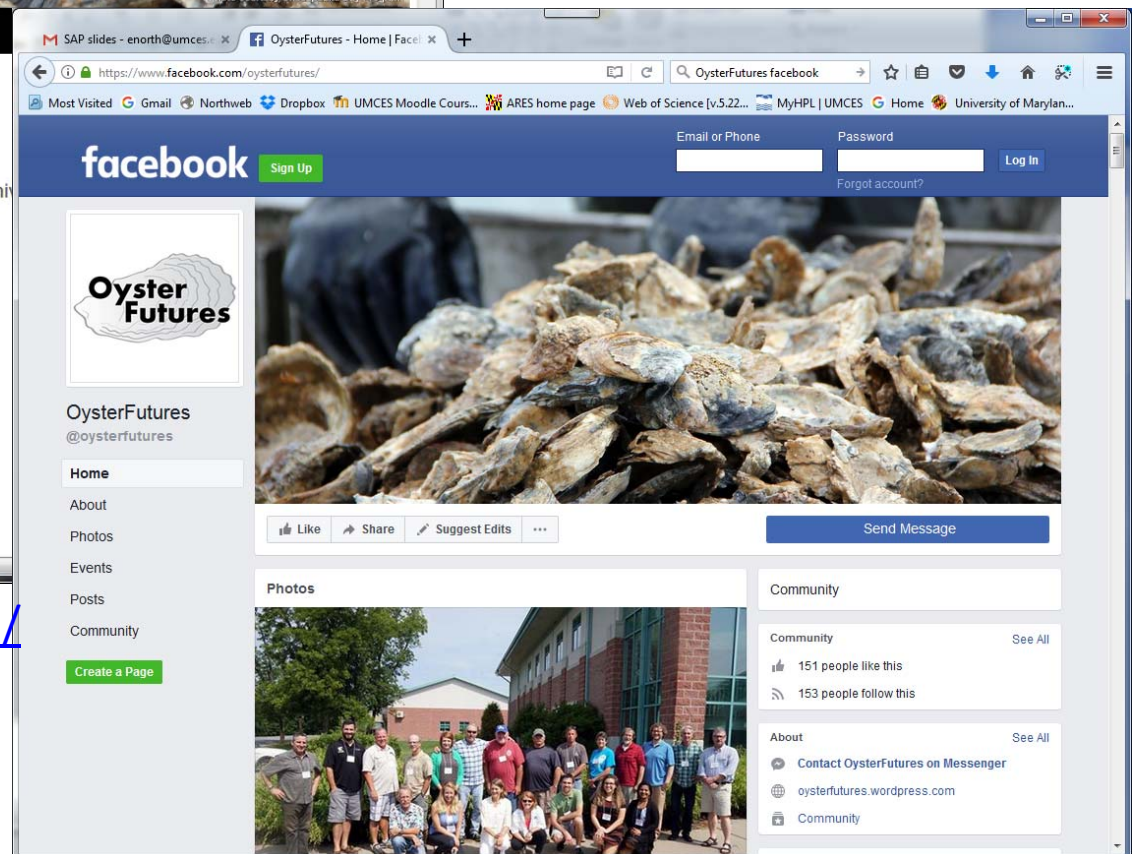 SAP slides - enorth@umces.e
OysterFutures - Home | Face
https://www.facebook.com/oysterfutures/
OysterFutures facebook
Most Visited Gmail Northweb Dropbox UMCES Moodle Cours... ARES home page Web of Science [v.5.22... MyHPL | UMCES Home University of Marylan...
Email or Phone
Password
facebook
Sign Up
Log In
Forgot account?
Oyster
Futures
OysterFutures
@oysterfutures
Home
About
Photos
Events
Posts
Community
Create a Page
Like
Share
Suggest Edits
Send Message
Photos
Community
Community
See All
151 people like this
153 people follow this
About
See All
Contact OysterFutures on Messenger
oysterfutures.wordpress.com
Community
/